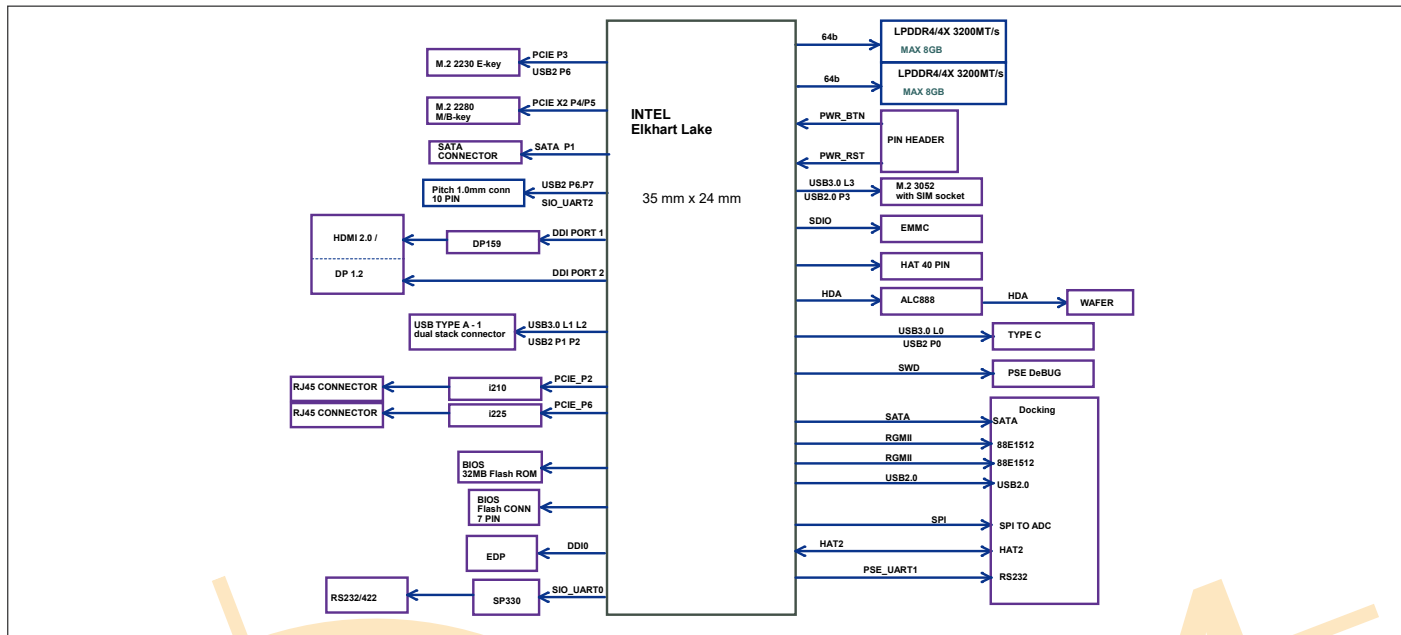 PCIE P3
M.2 2230 E-key
USB2 P6
PCIE X2 P4/P5
M.2 2280
M/B-key
SATA
CONNECTOR
SATA P1
Pitch 1.0mm conn
10 PIN
USB2 P6.P7
SIO_UART2
HDMI 2.0 /
DP 1.2
DP159
DDI PORT 1
DDI PORT 2
USB TYPE A - 1
dual stack connector
USB3.0 L1 L2
USB2 P1 P2
RJ45 CONNECTOR
i210
PCIE_P2
RJ45 CONNECTOR
i225
PCIE_P6
BIOS
32MB Flash ROM
BIOS
Flash CONN
7 PIN
EDP
DDI0
RS232/422
SP330
SIO_UART0
INTEL
Elkhart Lake
35 mm x 24 mm
64b
LPDDR4/4X 3200MT/s
MAX 8GB
64b
LPDDR4/4X 3200MT/s
MAX 8GB
PWR_BTN
PIN HEADER
PWR_RST
USB3.0 L3
USB2.0 P3
M.2 3052
with SIM socket
SDIO
EMMC
HAT 40 PIN
HDA
ALC888
HDA
WAFER
USB3.0 L0
USB2 P0
TYPE C
SWD
PSE DeBUG
Docking
SATA
SATA
RGMII
88E1512
RGMII
88E1512
USB2.0
USB2.0
SPI
SPI TO ADC
HAT2
HAT2
PSE_UART1
RS232